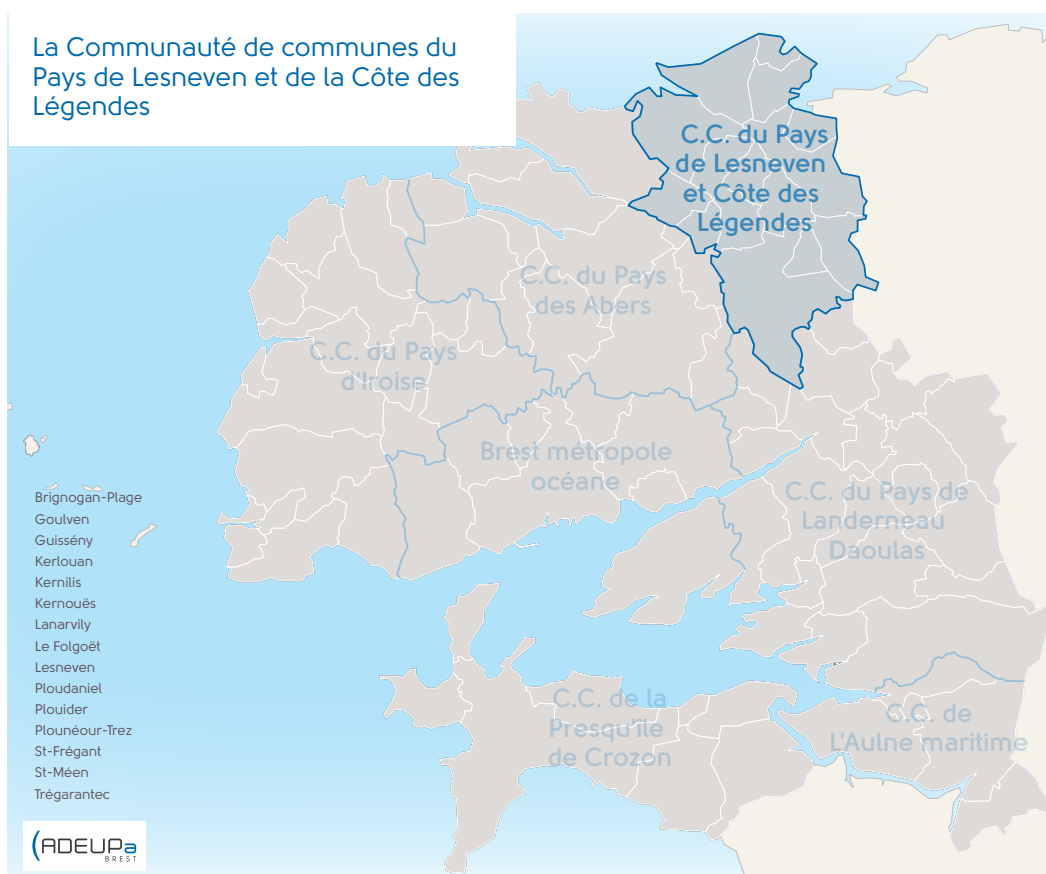 La Communauté de communes du
Pays de Lesneven et de la Côte des
Légendes
C.C. du Pays
de Lesneven
et Côte des
Légendes
C.C. du Pays
des Abers
C.C. du Pays
d'Iroise
Brest métropole
océane
C.C. du Pays de
Landerneau
Daoulas
C.C. de la
Presqu'île
de Crozon
C.C. de
L'Aulne maritime
Brignogan-Plage
Goulven
Guissény
Kerlouan
Kernilis
Kernouës
Lanarvily
Le Folgoët
Lesneven
Ploudaniel
Plouider
Plounéour-Trez
St-Frégant
St-Méen
Trégarantec
ADEUPa
BREST